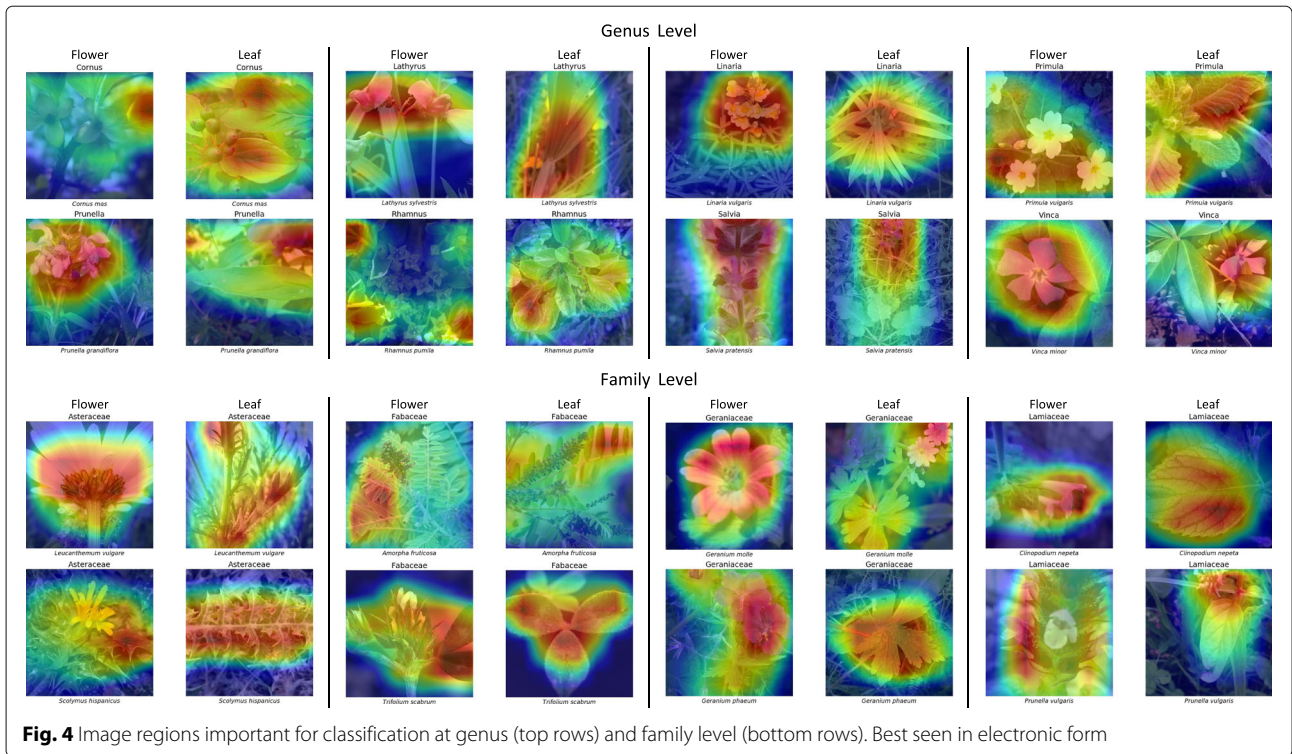 Genus Level
Flower Leaf Flower Leaf Flower Leaf Flower Leaf
Cornus Cornus Lathyrus Lathyrus Linaria Linaria Primula Primula
Cornus mas Cornus mas Lathyrus sylvestris Lathyrus sylvestris Linaria vulgaris Linaria vulgaris Primula vulgaris Primula vulgaris
Prunella Prunella Rhamnus Rhamnus Salvia Salvia Vinca Vinca
Prunella grandiflora Prunella grandiflora Rhamnus pumila Rhamnus pumila Salvia pratensis Salvia pratensis Vinca minor Vinca minor
Family Level
Flower Leaf Flower Leaf Flower Leaf Flower Leaf
Asteraceae Asteraceae Fabaceae Fabaceae Geraniaceae Geraniaceae Lamiaceae Lamiaceae
Leucanthemum vulgare Leucanthemum vulgare Amorpha fruticosa Amorpha fruticosa Geranium molle Geranium molle Clinopodium nepeta Clinopodium nepeta
Asteraceae Asteraceae Fabaceae Fabaceae Geraniaceae Geraniaceae Lamiaceae Lamiaceae
Scolymus hispanicus Scolymus hispanicus Trifolium scabrum Trifolium scabrum Geranium phaeum Geranium phaeum Prunella vulgaris Prunella vulgaris
Fig. 4 Image regions important for classification at genus (top rows) and family level (bottom rows). Best seen in electronic form